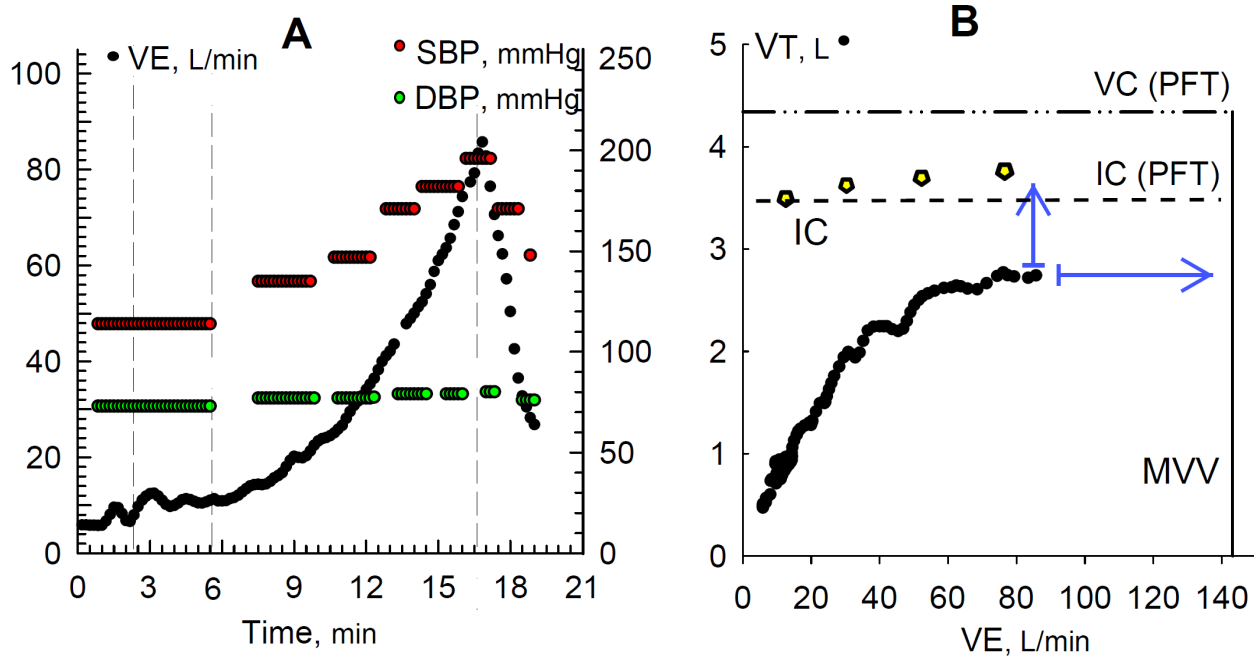 A
VE, L/min
SBP, mmHg
DBP, mmHg
100
80
60
40
20
0
250
200
150
100
50
0
0 3 6 9 12 15 18 21
Time, min
B
VT, L
VC (PFT)
IC (PFT)
IC
MVV
5
4
3
2
1
0
0 20 40 60 80 100 120 140
VE, L/min